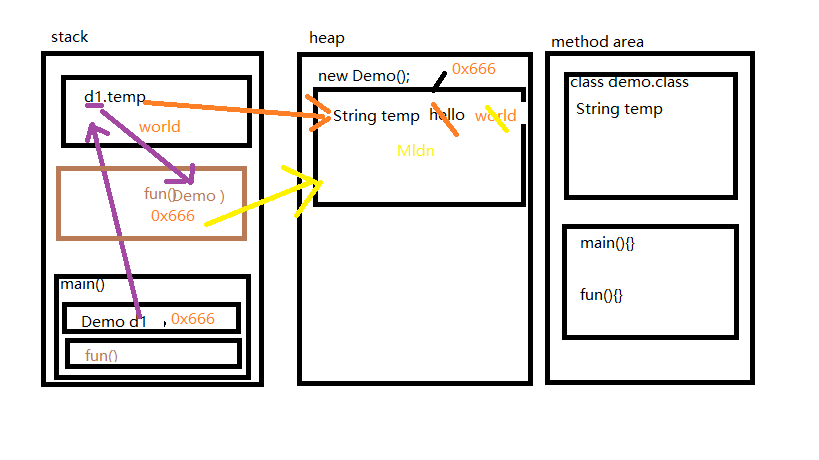 stack
d1.temp
world
fun(Demo )
0x666
main()
Demo d1 , 0x666
fun()
heap
new Demo(); 0x666
String temp hello world
Mldn
method area
class demo.class
String temp
main(){}
fun(){}